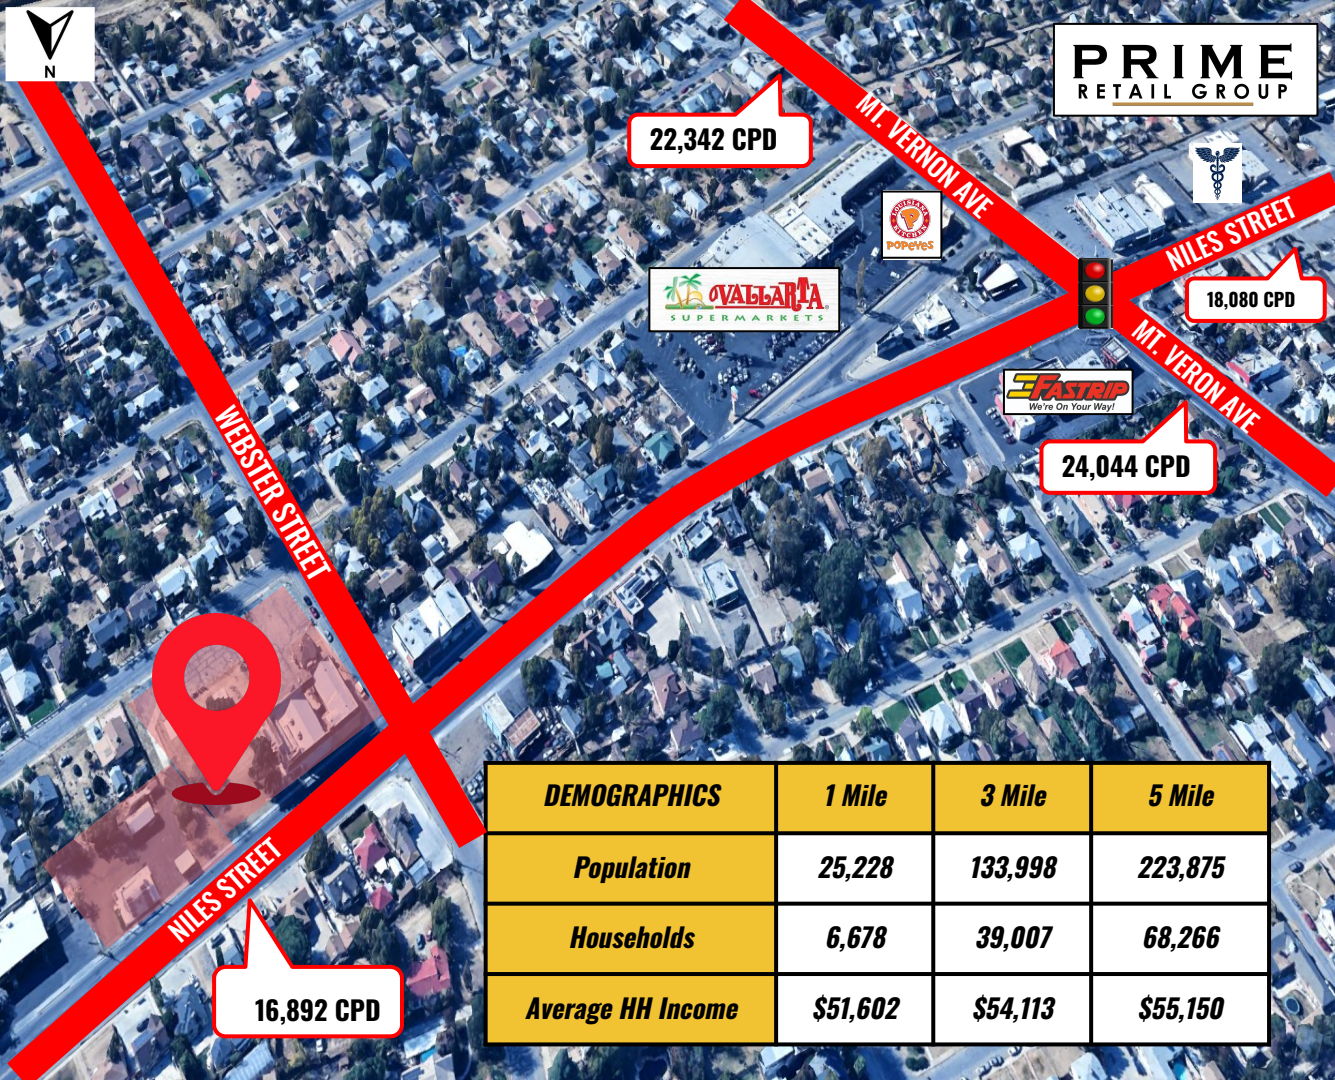 N
PRIME
RETAIL GROUP
22,342 CPD
MT. VERNON AVE
LOUISIANA
KITCHEN
POPEYES
NILES STREET
18,080 CPD
VALLARTA
SUPERMARKETS
FASTRIP
We're On Your Way!
MT. VERON AVE
24,044 CPD
WEBSTER STREET
NILES STREET
16,892 CPD
DEMOGRAPHICS 1 Mile 3 Mile 5 Mile
Population 25,228 133,998 223,875
Households 6,678 39,007 68,266
Average HH Income $51,602 $54,113 $55,150